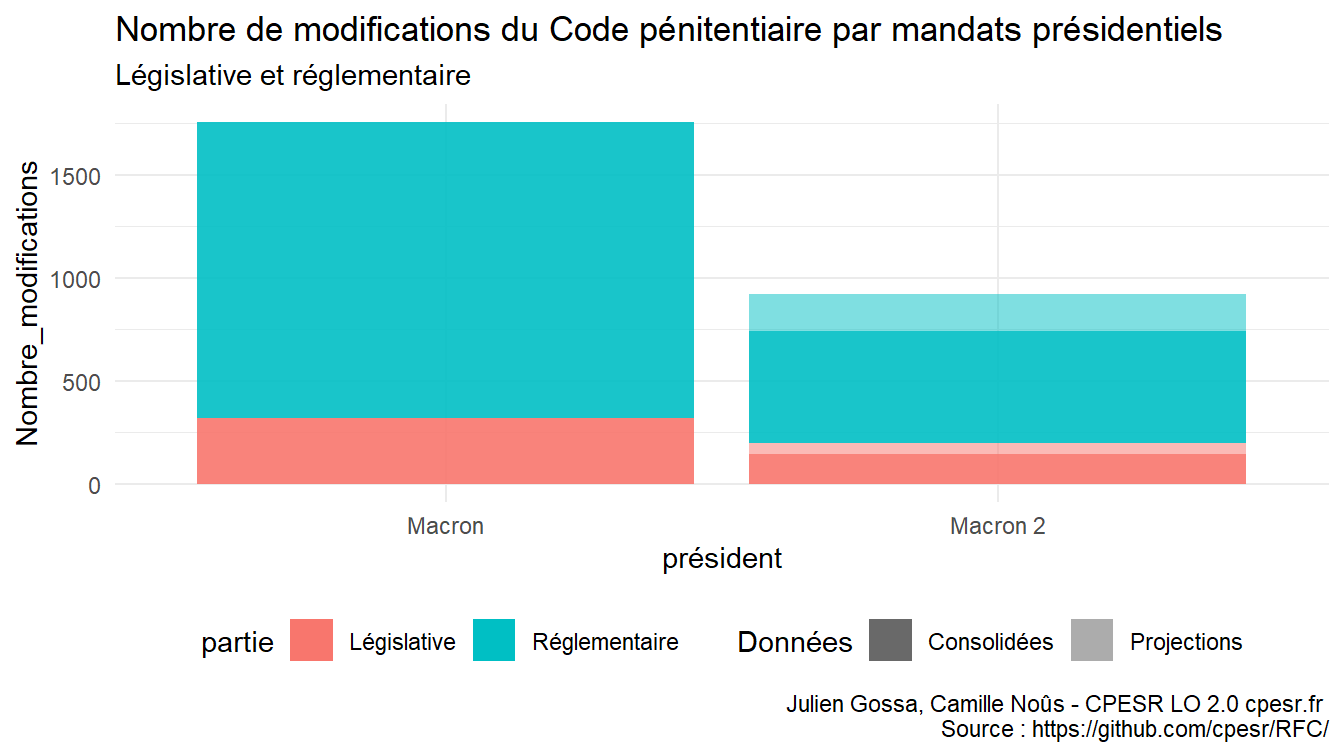 Nombre de modifications du Code pénitentiaire par mandats présidentiels
Législative et réglementaire
Nombre_modifications
1500
1000
500
0
Macron
Macron 2
président
partie
Législative
Réglementaire
Données
Consolidées
Projections
Julien Gossa, Camille Noûs - CPESR LO 2.0 cpesr.fr
Source : https://github.com/cpesr/RFC/